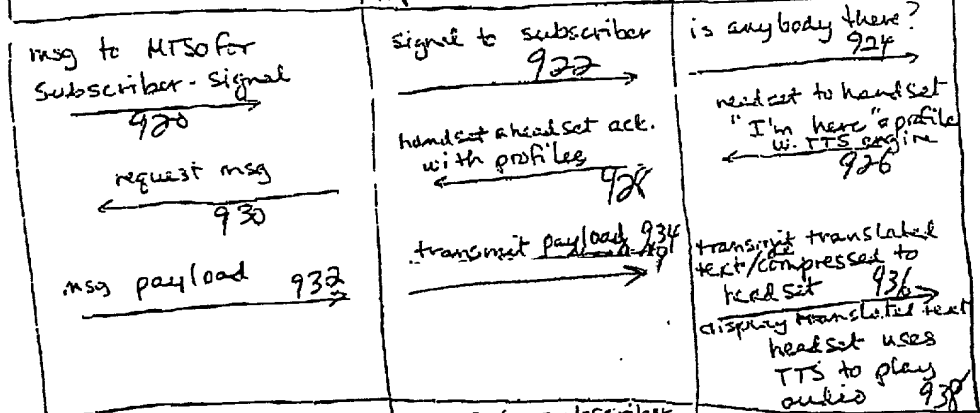 msg to MTSO for
Subscriber - Signal
920
request msg
930
msg payload 932
signal to subscriber
922
handset & headset ack.
with profiles
928
transmit payload 934
is anybody there?
924
headset to handset
"I'm here" & profile
w. TTS engine
926
transmit translated
text/compressed to
headset 936
display translated text
headset uses
TTS to play
audio 938
subscriber